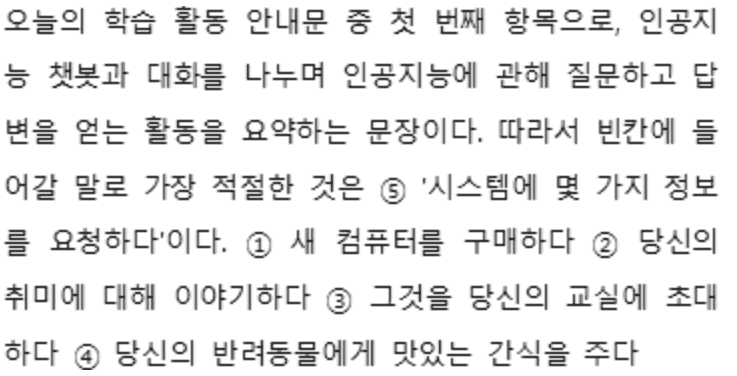 오늘의 학습 활동 안내문 중 첫 번째 항목으로, 인공지
능 챗봇과 대화를 나누며 인공지능에 관해 질문하고 답
변을 얻는 활동을 요약하는 문장이다. 따라서 빈칸에 들
어갈 말로 가장 적절한 것은 ⑤ '시스템에 몇 가지 정보
를 요청하다'이다. ① 새 컴퓨터를 구매하다 ② 당신의
취미에 대해 이야기하다 ③ 그것을 당신의 교실에 초대
하다 ④ 당신의 반려동물에게 맛있는 간식을 주다